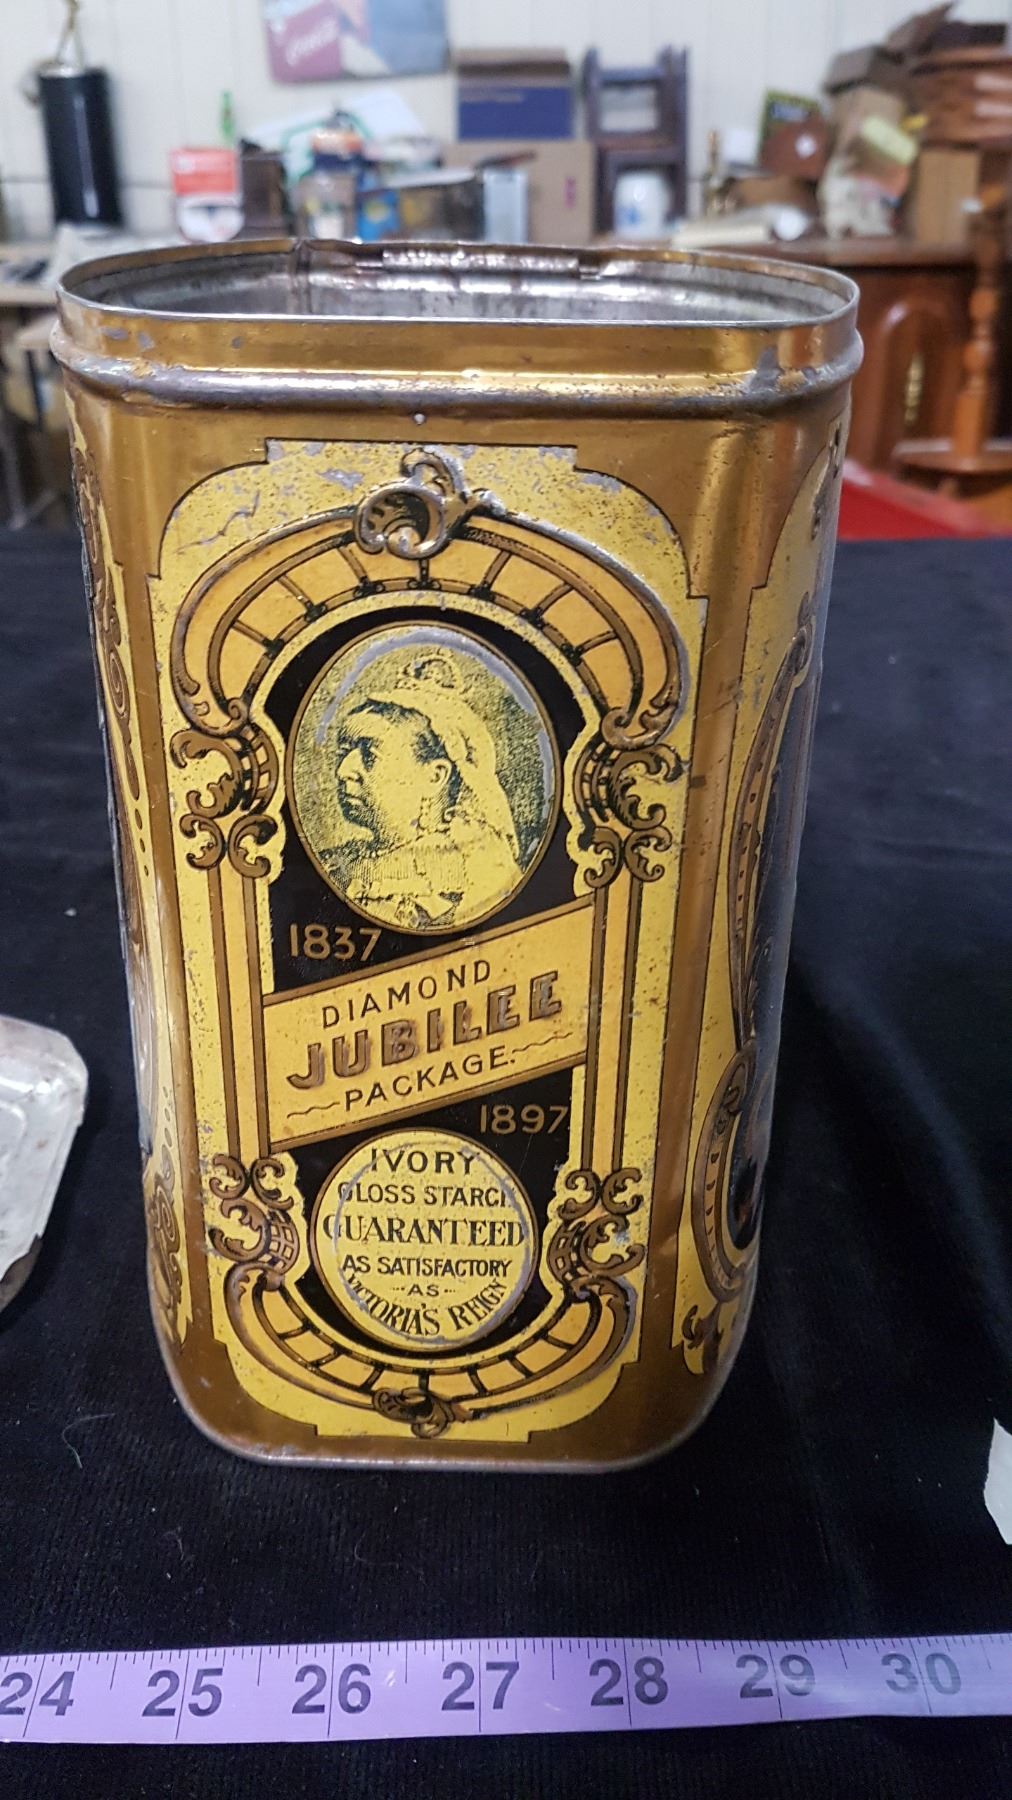 1837
DIAMOND
JUBILEE
PACKAGE.
1897
IVORY
GLOSS STARCH
GUARANTEED
AS SATISFACTORY
AS
VICTORIA'S REIGN
24 25 26 27 28 29 30